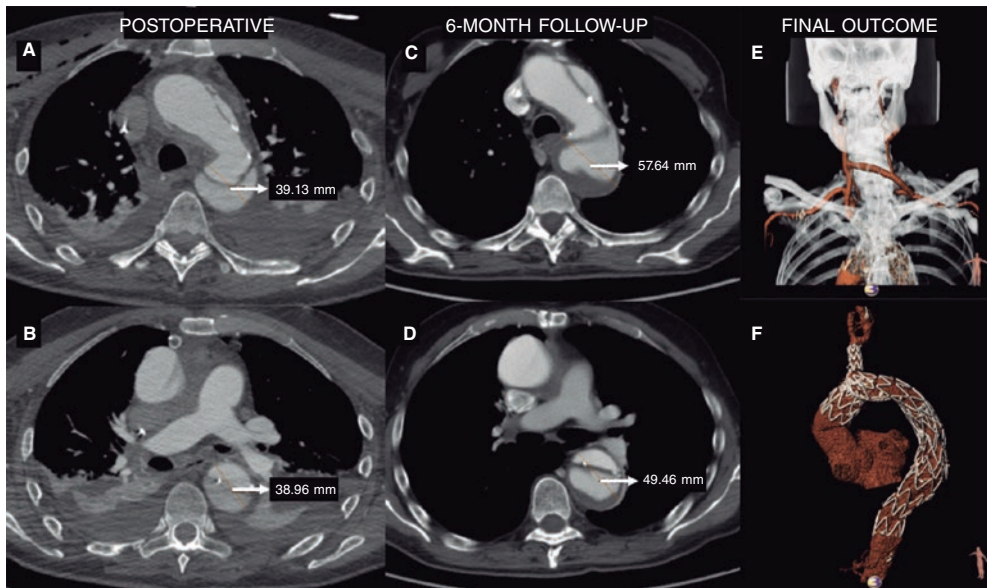 POSTOPERATIVE
6-MONTH FOLLOW-UP
FINAL OUTCOME
A
39.13 mm
C
57.64 mm
E
B
38.96 mm
D
49.46 mm
F